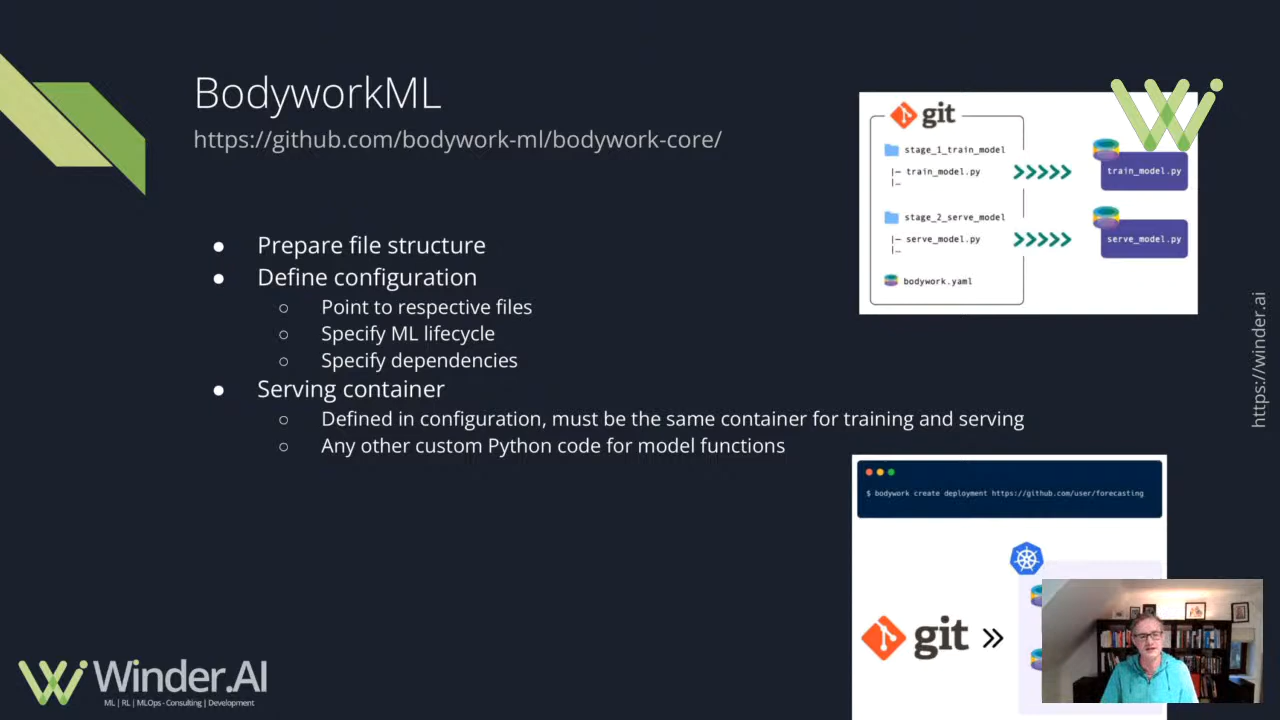 BodyworkML
https://github.com/bodywork-ml/bodywork-core/
● Prepare file structure
● Define configuration
○ Point to respective files
○ Specify ML lifecycle
○ Specify dependencies
● Serving container
○ Defined in configuration, must be the same container for training and serving
○ Any other custom Python code for model functions
git
stage_1_train_model
|— train_model.py
|…
stage_2_serve_model
|— serve_model.py
|…
bodywork.yaml
>>>>>
train_model.py
>>>>>
serve_model.py
https://winder.ai
$ bodywork create deployment https://github.com/user/forecasting
git »
Winder.AI
ML | RL | MLOps - Consulting | Development